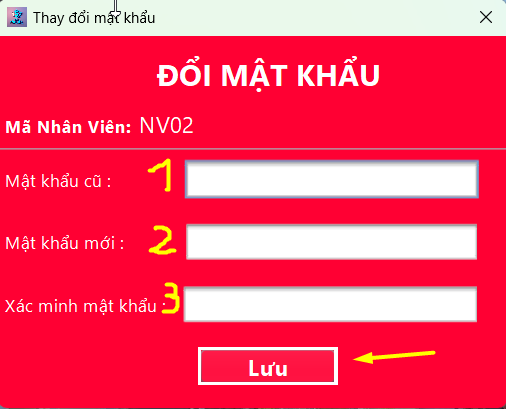 Thay đổi mật khẩu
ĐỔI MẬT KHẨU
Mã Nhân Viên: NV02
Mật khẩu cũ : 1
Mật khẩu mới : 2
Xác minh mật khẩu : 3
Lưu